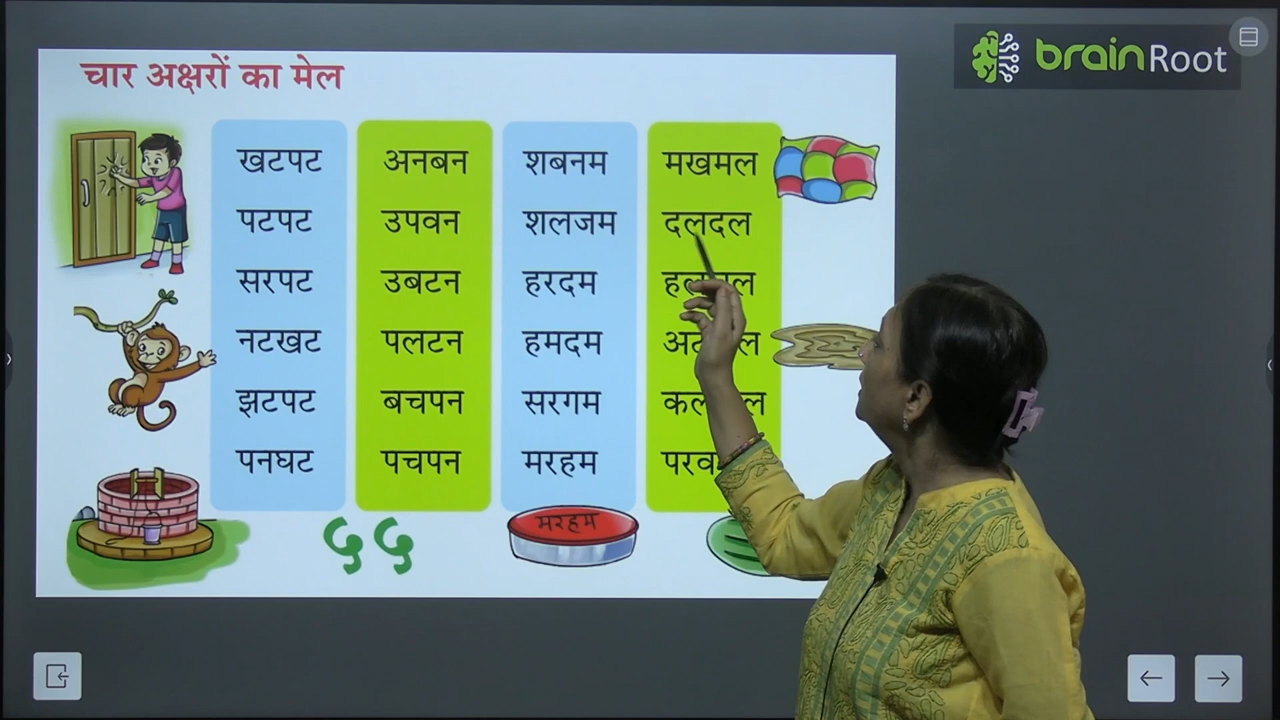 चार अक्षरों का मेल
brainRoot
खटपट अनबन शबनम मखमल
पटपट उपवन शलजम दलदल
सरपट उबटन हरदम
नटखट पलटन हमदम
झटपट बचपन सरगम
पनघट पचपन मरहम
५५
मरहम